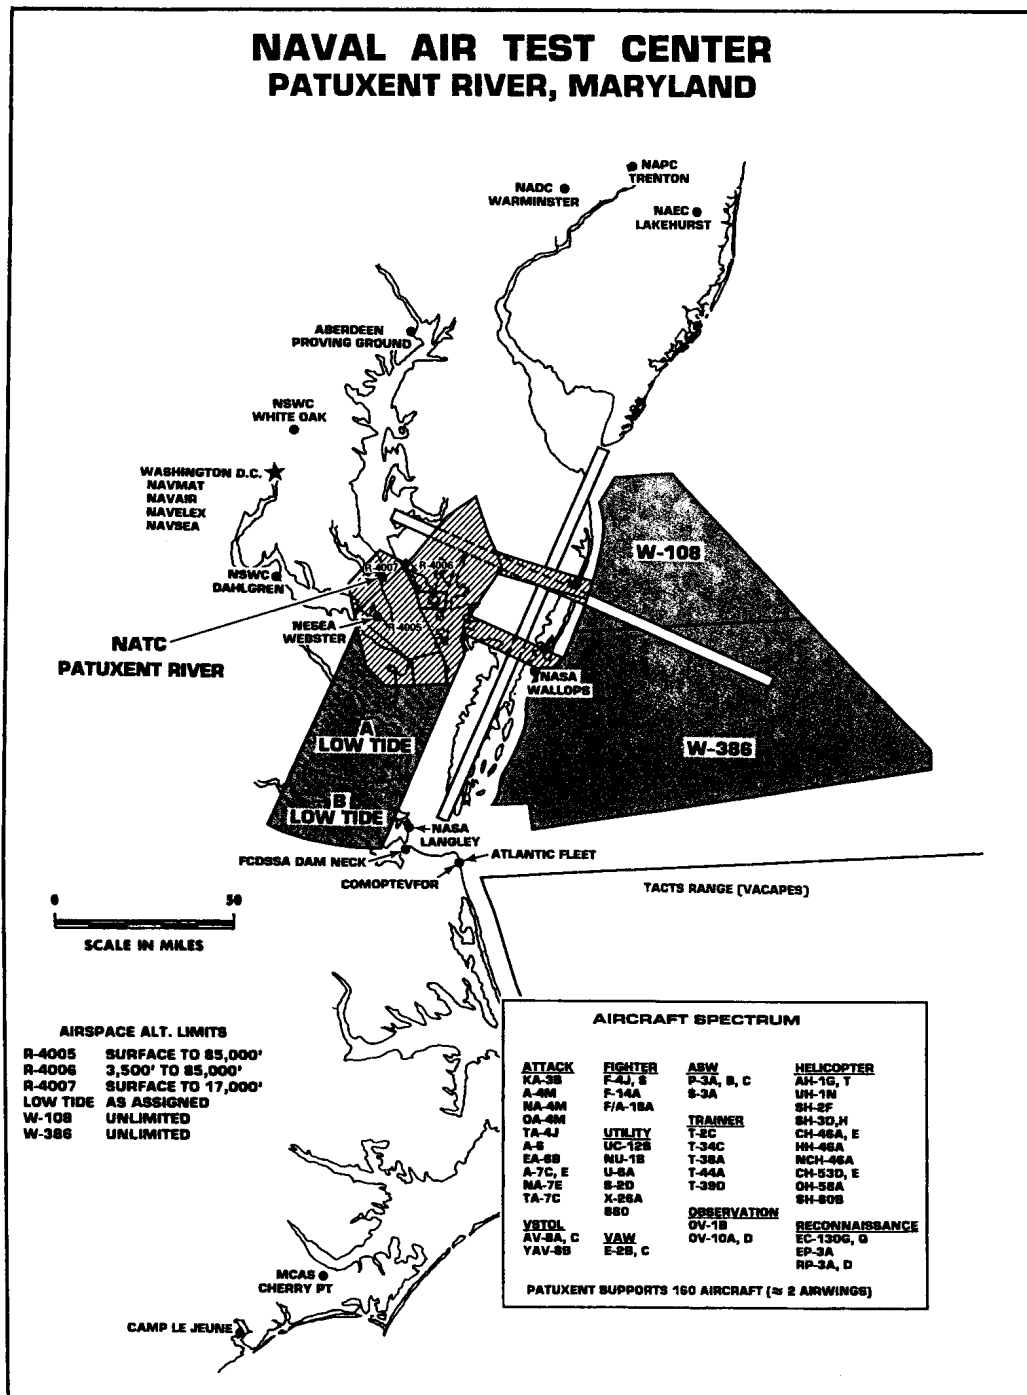 NAVAL AIR TEST CENTER
PATUXENT RIVER, MARYLAND
NAPC
TRENTON
NADC
WARMINSTER
NAEC
LAKEHURST
ABERDEEN
PROVING GROUND
NSWC
WHITE OAK
WASHINGTON D.C.
NAVMAT
NAVAIR
NAVELEX
NAVSEA
W-108
R-4007
R-4006
NSWC
DAHLGREN
NESEA
WEBSTER
R-4005
NATC
PATUXENT RIVER
NASA
WALLOPS
A
LOW TIDE
W-386
B
LOW TIDE
NASA
LANGLEY
FCDSSA DAM NECK
ATLANTIC FLEET
COMOPTEVFOR
TACTS RANGE (VACAPES)
0 50
SCALE IN MILES
AIRSPACE ALT. LIMITS
R-4005 SURFACE TO 85,000'
R-4006 3,500' TO 85,000'
R-4007 SURFACE TO 17,000'
LOW TIDE AS ASSIGNED
W-108 UNLIMITED
W-386 UNLIMITED
AIRCRAFT SPECTRUM
ATTACK
KA-3B
A-4M
NA-4M
OA-4M
TA-4J
A-6
EA-6B
A-7C, E
NA-7E
TA-7C
VSTOL
AV-8A, C
YAV-8B
FIGHTER
F-4J, S
F-14A
F/A-18A
UTILITY
UC-12B
NU-1B
U-6A
S-2D
X-26A
880
VAW
E-2B, C
ASW
P-3A, B, C
S-3A
TRAINER
T-2C
T-34C
T-38A
T-44A
T-39D
OBSERVATION
OV-1B
OV-10A, D
HELICOPTER
AH-1G, T
UH-1N
SH-2F
SH-3D,H
CH-46A, E
HH-46A
NCH-46A
CH-53D, E
OH-58A
SH-60B
RECONNAISSANCE
EC-130G, Q
EP-3A
RP-3A, D
PATUXENT SUPPORTS 160 AIRCRAFT (≈ 2 AIRWINGS)
MCAS
CHERRY PT
CAMP LE JEUNE